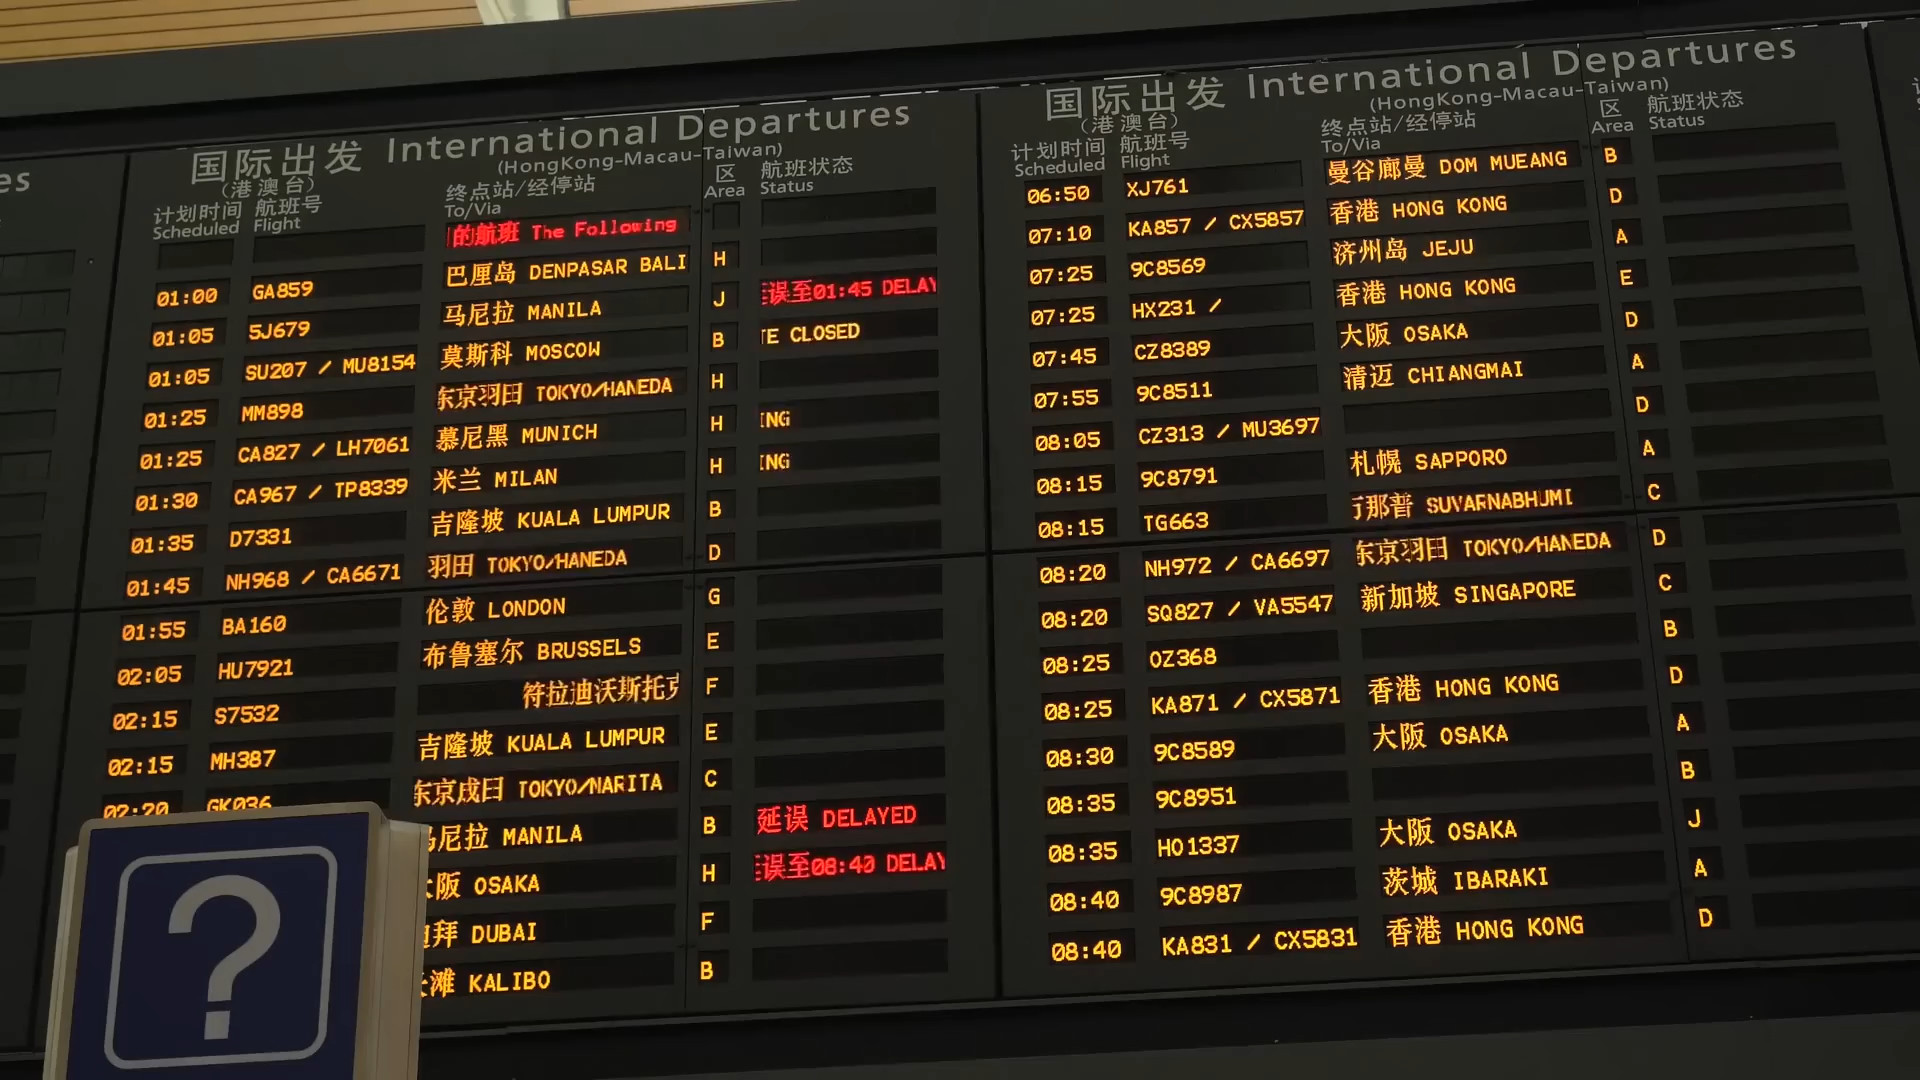 es
国际出发 International Departures
(港澳台) (HongKong-Macau-Taiwan)
计划时间 航班号 终点站/经停站 区 航班状态
Scheduled Flight To/Via Area Status
的航班 The Following
01:00 GA859 巴厘岛 DENPASAR BALI H
01:05 5J679 马尼拉 MANILA J 误至01:45 DELAY
01:05 SU207 / MU8154 莫斯科 MOSCOW B TE CLOSED
01:25 MM898 东京羽田 TOKYO/HANEDA H
01:25 CA827 / LH7061 慕尼黑 MUNICH H ING
01:30 CA967 / TP8339 米兰 MILAN H ING
01:35 D7331 吉隆坡 KUALA LUMPUR B
01:45 NH968 / CA6671 羽田 TOKYO/HANEDA D
01:55 BA160 伦敦 LONDON G
02:05 HU7921 布鲁塞尔 BRUSSELS E
02:15 S7532 符拉迪沃斯托克 F
02:15 MH387 吉隆坡 KUALA LUMPUR E
02:20 GK036 东京成田 TOKYO/NARITA C
马尼拉 MANILA B 延误 DELAYED
大阪 OSAKA H 误至08:40 DELAY
迪拜 DUBAI F
滩 KALIBO B
?
国际出发 International Departures
(港澳台) (HongKong-Macau-Taiwan)
计划时间 航班号 终点站/经停站 区 航班状态
Scheduled Flight To/Via Area Status
06:50 XJ761 曼谷廊曼 DOM MUEANG B
07:10 KA857 / CX5857 香港 HONG KONG D
07:25 9C8569 济州岛 JEJU A
07:25 HX231 / 香港 HONG KONG E
07:45 CZ8389 大阪 OSAKA D
07:55 9C8511 清迈 CHIANGMAI A
08:05 CZ313 / MU3697 D
08:15 9C8791 札幌 SAPPORO A
08:15 TG663 那普 SUVARNABHUMI C
08:20 NH972 / CA6697 东京羽田 TOKYO/HANEDA D
08:20 SQ827 / VA5547 新加坡 SINGAPORE C
08:25 OZ368 B
08:25 KA871 / CX5871 香港 HONG KONG D
08:30 9C8589 大阪 OSAKA A
08:35 9C8951 B
08:35 HO1337 大阪 OSAKA J
08:40 9C8987 茨城 IBARAKI A
08:40 KA831 / CX5831 香港 HONG KONG D